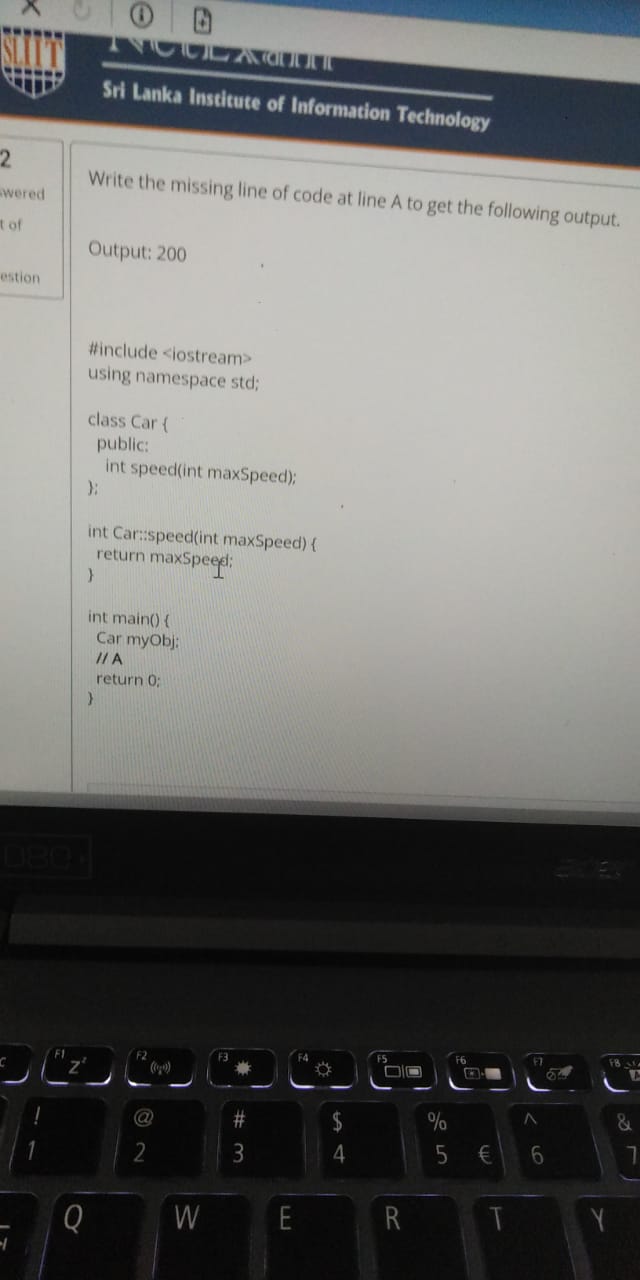 SLIIT
NetExam
Sri Lanka Institute of Information Technology
2
wered
t of
estion
Write the missing line of code at line A to get the following output.
Output: 200
#include <iostream>
using namespace std;
class Car {
public:
int speed(int maxSpeed);
};
int Car::speed(int maxSpeed) {
return maxSpeed;
}
int main() {
Car myObj;
// A
return 0;
}
acer
F1 F2 F3 F4 F5 F6 F7 F8
! @ # $ % ^ &
1 2 3 4 5 € 6 7
Q W E R T Y